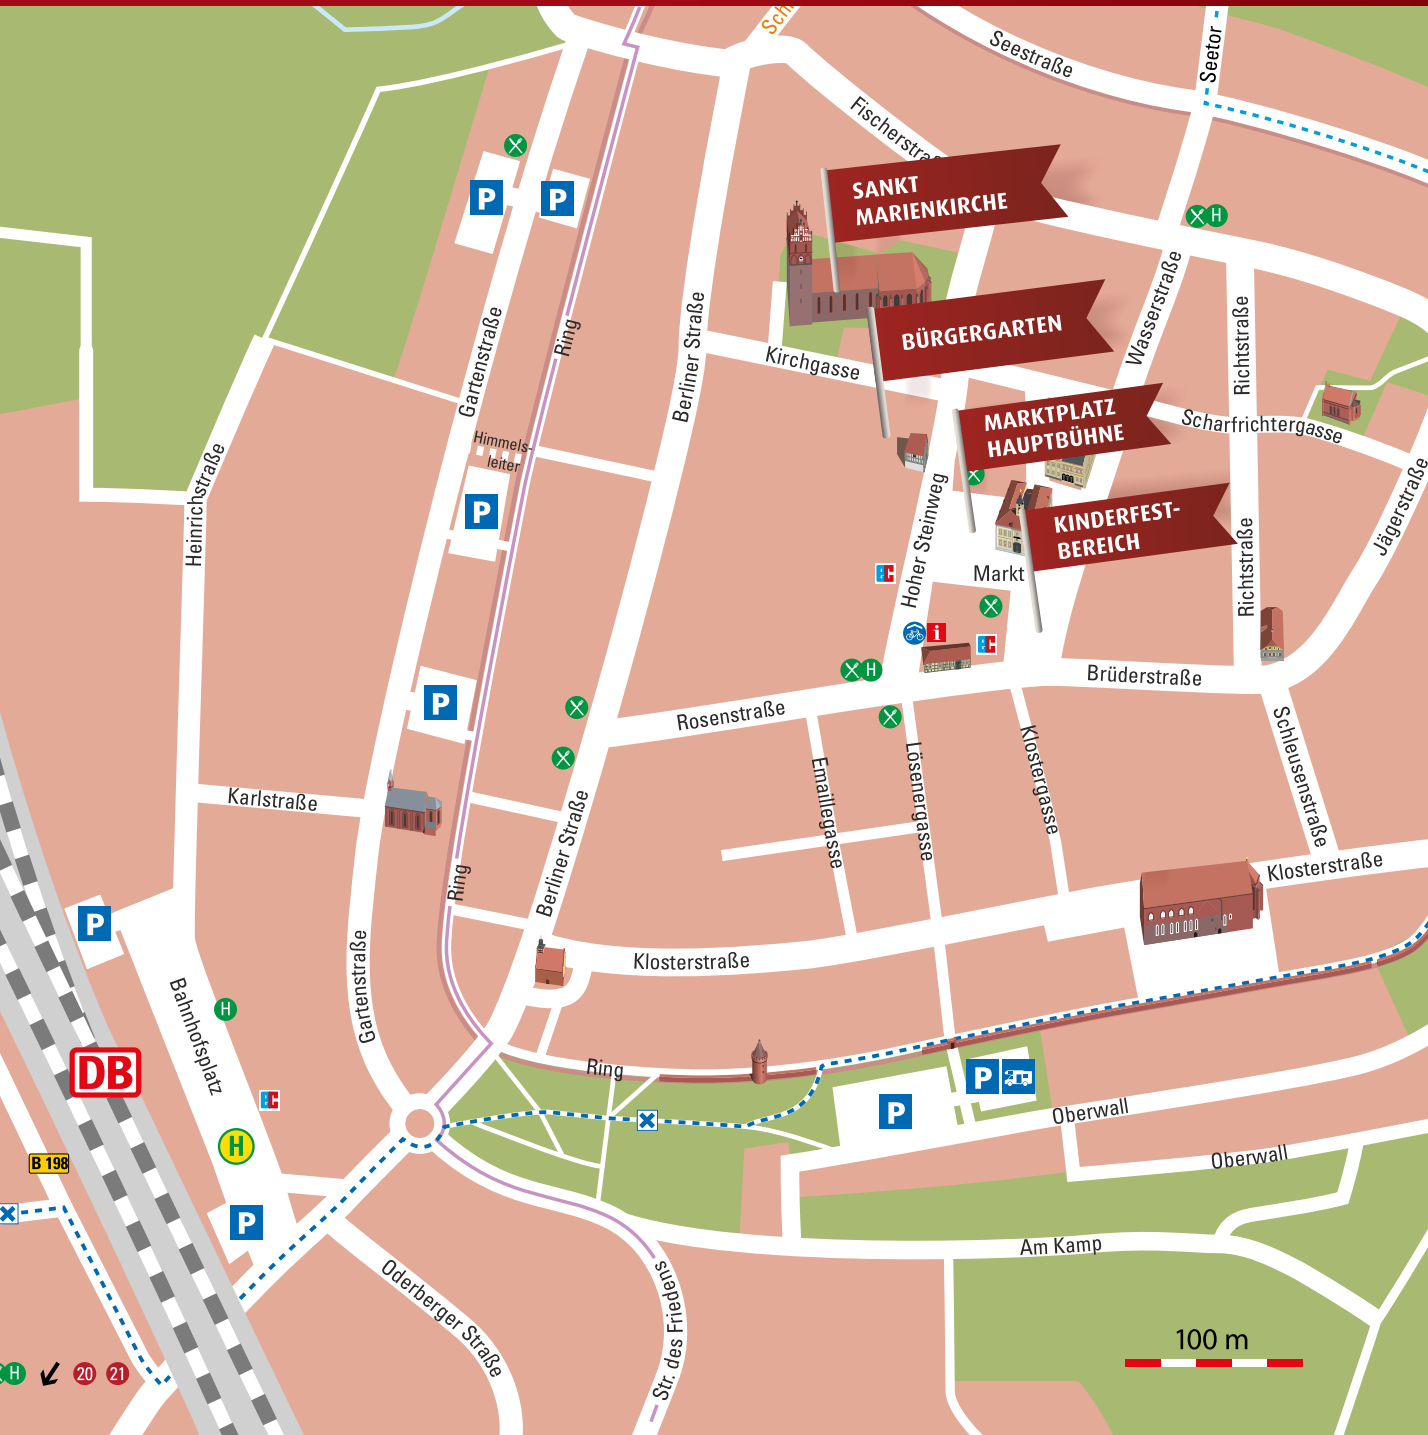 Seestraße
Seetor
Fischerstraße
SANKT
MARIENKIRCHE
P
P
H
Wasserstraße
Gartenstraße
Ring
Berliner Straße
Kirchgasse
BÜRGERGARTEN
Richtstraße
MARKTPLATZ
HAUPTBÜHNE
Scharfrichtergasse
Heinrichstraße
Himmels-
leiter
P
Hoher Steinweg
KINDERFEST-
BEREICH
Jägerstraße
Richtstraße
Markt
i
H
P
Rosenstraße
Brüderstraße
Karlstraße
Emaillegasse
Lösenergasse
Klostergasse
Schleusenstraße
Ring
Berliner Straße
Klosterstraße
P
Gartenstraße
Klosterstraße
Bahnhofsplatz
H
DB
Ring
P
P
Oberwall
H
B 198
Oberwall
P
Am Kamp
Oderberger Straße
Str. des Friedens
100 m
H
20
21